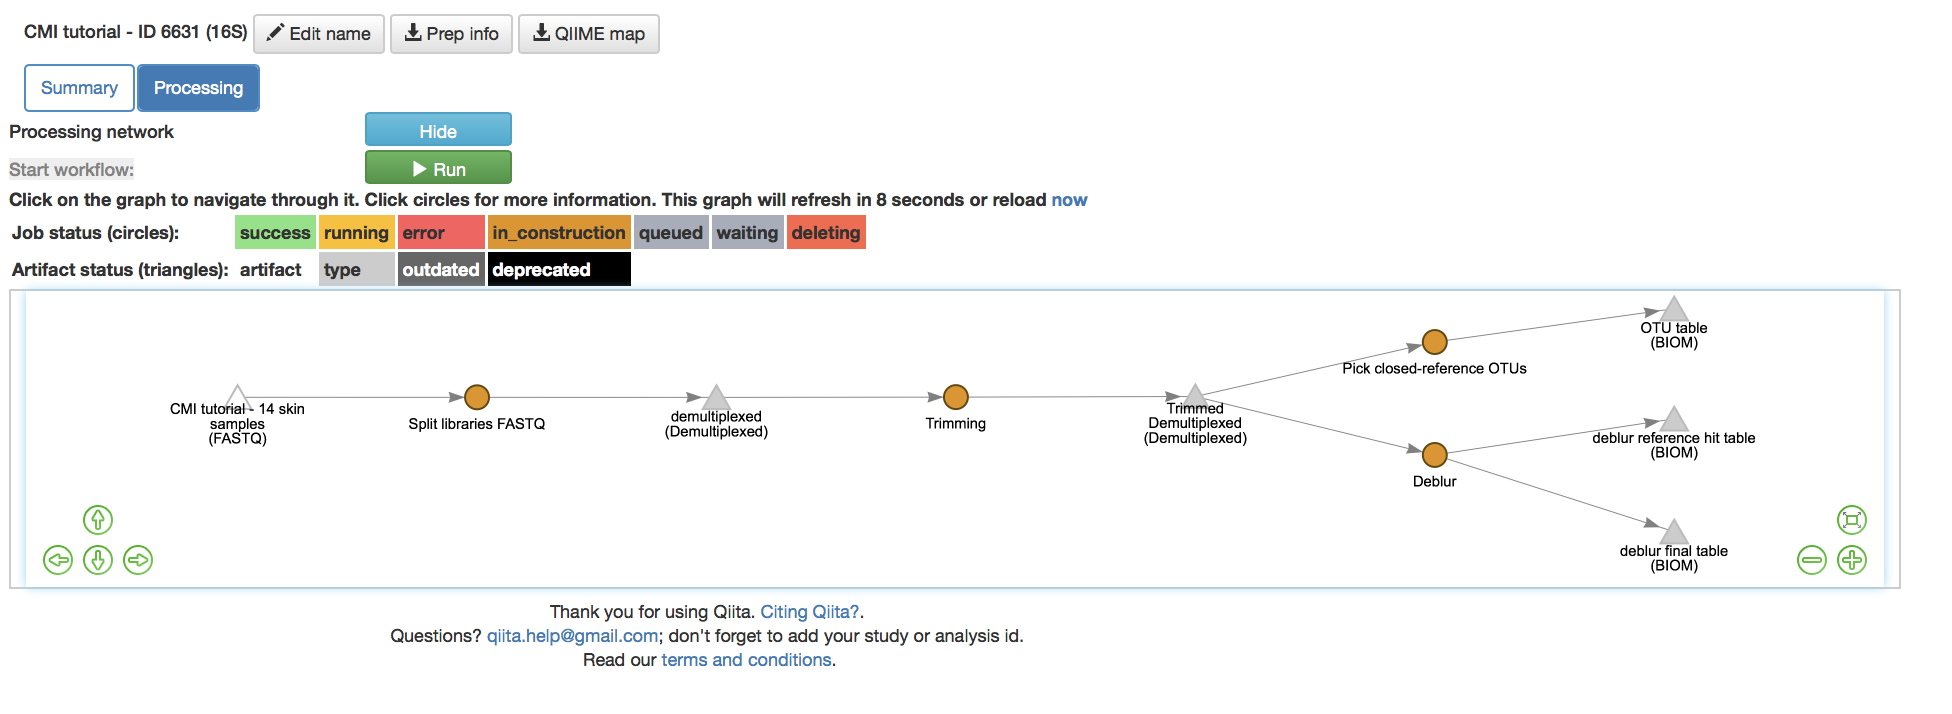 CMI tutorial - ID 6631 (16S) Edit name Prep info QIIME map
Summary Processing
Processing network Hide
Start workflow: Run
Click on the graph to navigate through it. Click circles for more information. This graph will refresh in 8 seconds or reload now
Job status (circles): success running error in_construction queued waiting deleting
Artifact status (triangles): artifact type outdated deprecated
CMI tutorial - 14 skin
samples
(FASTQ)
Split libraries FASTQ
demultiplexed
(Demultiplexed)
Trimming
Trimmed
Demultiplexed
(Demultiplexed)
Pick closed-reference OTUs
Deblur
OTU table
(BIOM)
deblur reference hit table
(BIOM)
deblur final table
(BIOM)
Thank you for using Qiita. Citing Qiita?.
Questions? qiita.help@gmail.com; don't forget to add your study or analysis id.
Read our terms and conditions.